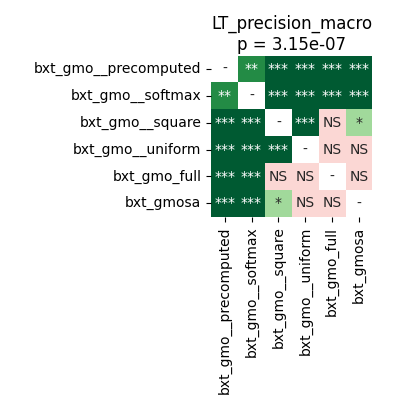 LT_precision_macro
p = 3.15e-07
bxt_gmo__precomputed - ** *** *** *** ***
bxt_gmo__softmax ** - *** *** *** ***
bxt_gmo__square *** *** - *** NS *
bxt_gmo__uniform *** *** *** - NS NS
bxt_gmo_full *** *** NS NS - NS
bxt_gmosa *** *** * NS NS -
bxt_gmo__precomputed
bxt_gmo__softmax
bxt_gmo__square
bxt_gmo__uniform
bxt_gmo_full
bxt_gmosa